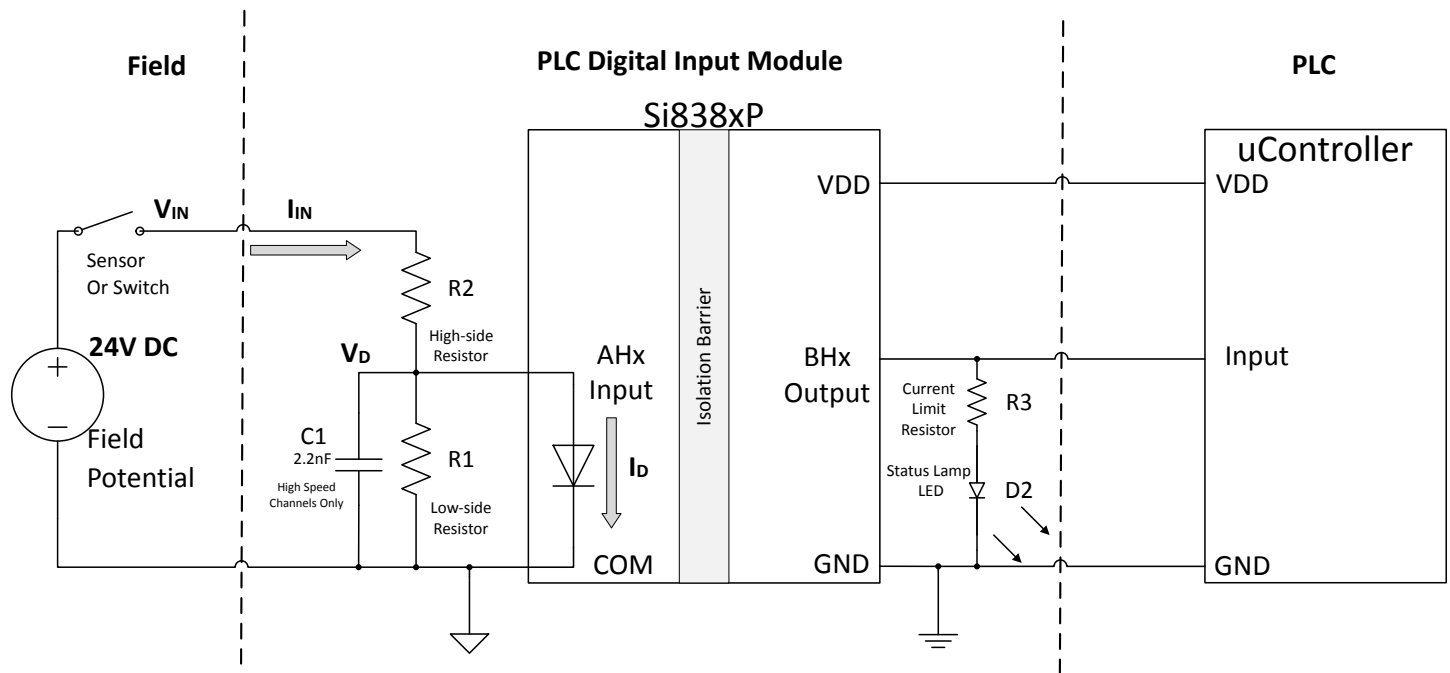 Field
PLC Digital Input Module
PLC
Si838xP
uController
VDD
VDD
VIN
IIN
Sensor
Or Switch
R2
High-side
Resistor
24V DC
+
VD
AHx
Input
Isolation Barrier
BHx
Output
Input
Current
Limit
Resistor
R3
Field
Potential
C1
2.2nF
High Speed
Channels Only
R1
Low-side
Resistor
ID
Status Lamp
LED
D2
COM
GND
GND